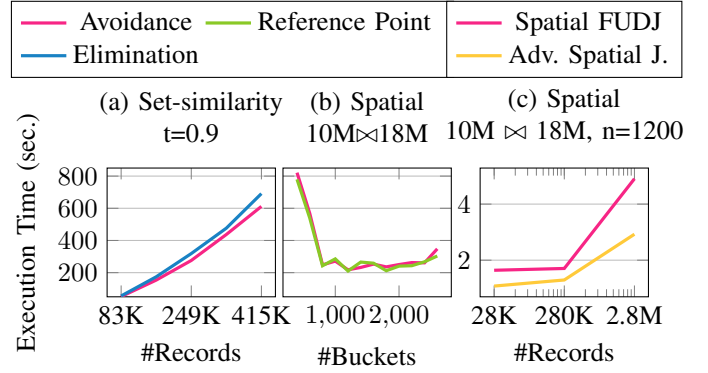 Avoidance Reference Point
Elimination
Spatial FUDJ
Adv. Spatial J.
(a) Set-similarity
t=0.9
(b) Spatial
10M⋈18M
(c) Spatial
10M ⋈ 18M, n=1200
Execution Time (sec.)
800
600
400
200
83K 249K 415K
#Records
1,000 2,000
#Buckets
4
2
28K 280K 2.8M
#Records